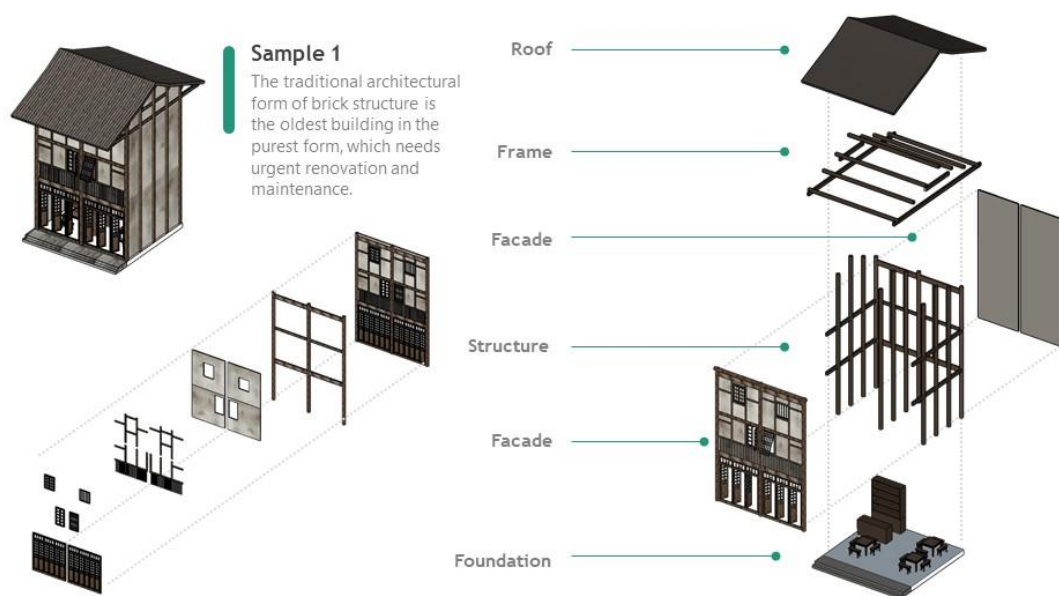 Sample 1
The traditional architectural
form of brick structure is
the oldest building in the
purest form, which needs
urgent renovation and
maintenance.
Roof
Frame
Facade
Structure
Facade
Foundation